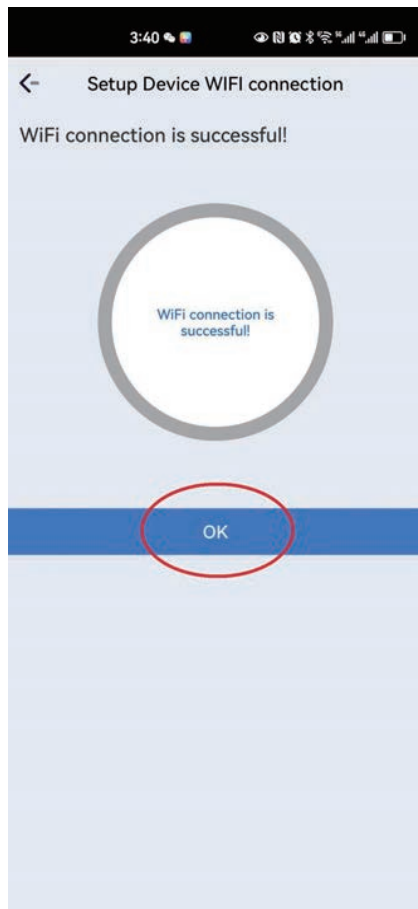 3:40
Setup Device WIFI connection
WiFi connection is successful!
WiFi connection is
successful!
OK